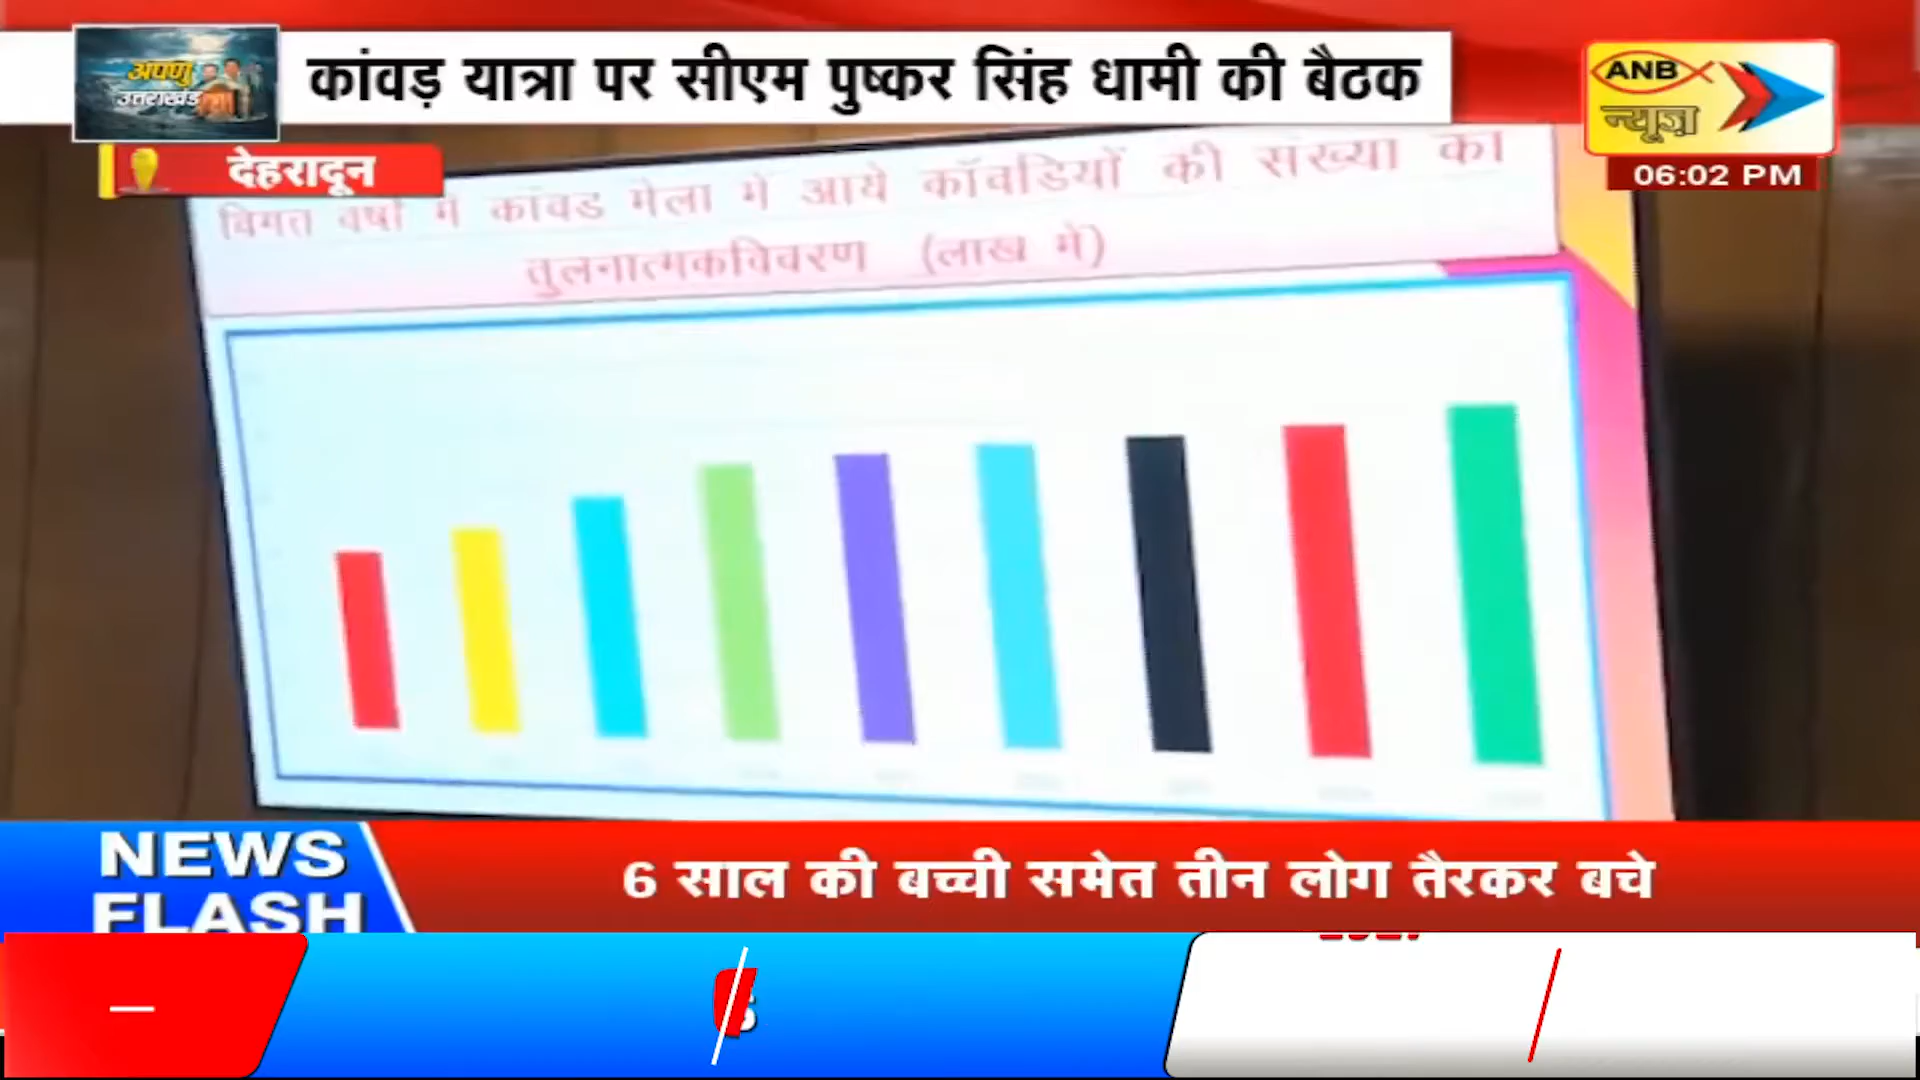 अपणु
उत्तराखंड
कांवड़ यात्रा पर सीएम पुष्कर सिंह धामी की बैठक
ANB
न्यूज़
06:02 PM
देहरादून
विगत वर्षों में कांवड मेला में आये कॉवडियों की संख्या का
तुलनात्मकविवरण (लाख में)
NEWS
FLASH
6 साल की बच्ची समेत तीन लोग तैरकर बचे